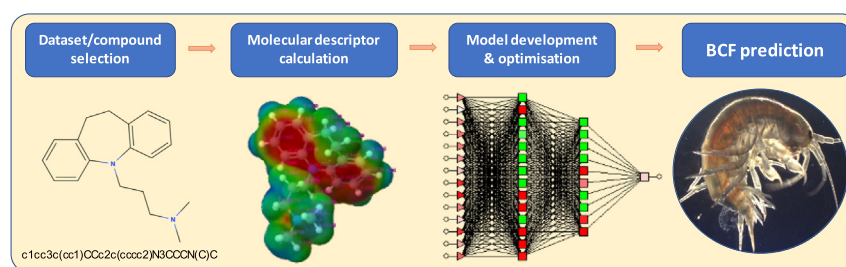 Dataset/compound
selection
Molecular descriptor
calculation
Model development
& optimisation
BCF prediction
N
N
c1cc3c(cc1)CCc2c(cccc2)N3CCCN(C)C